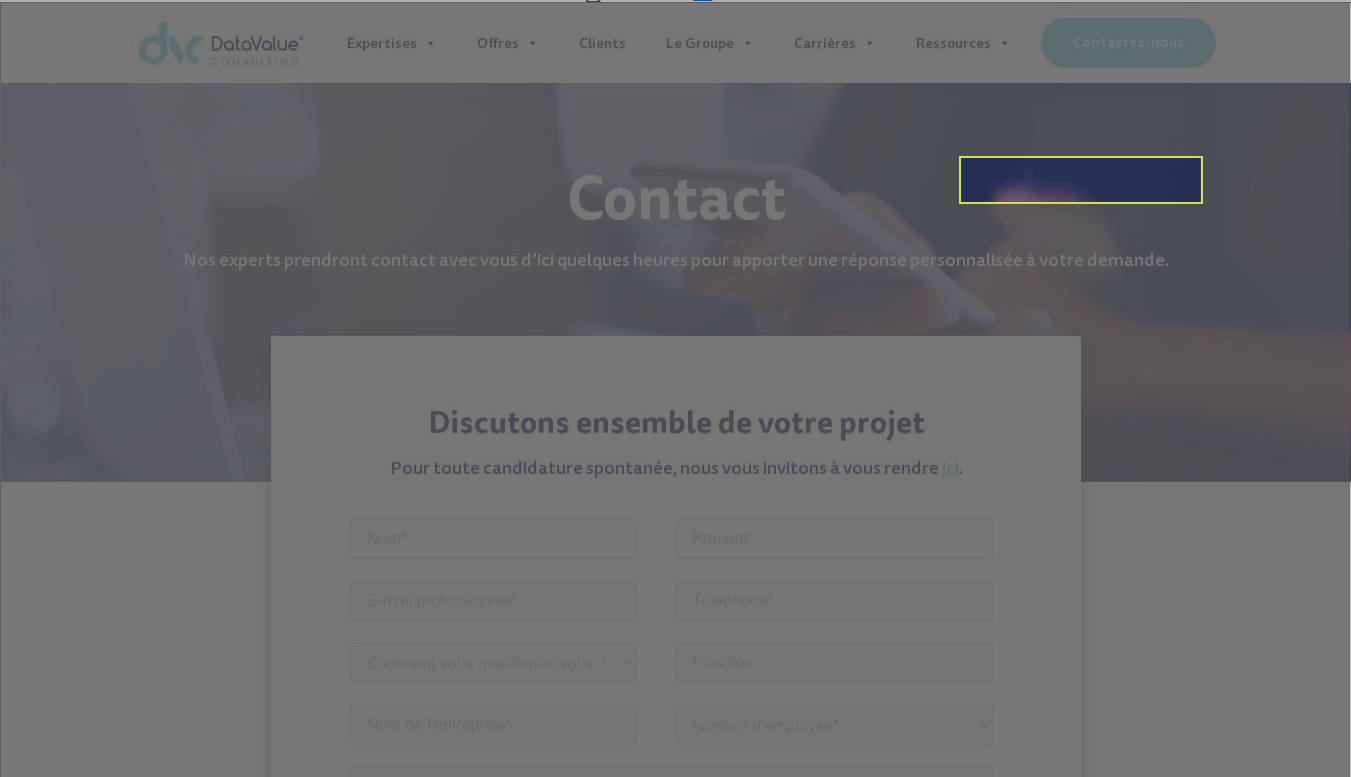 DataValue
CONSULTING
Expertises
Offres
Clients
Le Groupe
Carrières
Ressources
Contactez-nous
Contact
Nos experts prendront contact avec vous d'ici quelques heures pour apporter une réponse personnalisée à votre demande.
Discutons ensemble de votre projet
Pour toute candidature spontanée, nous vous invitons à vous rendre ici.
Nom*
Prénom*
E-mail professionnel*
Téléphone*
Comment vous qualifieriez-vous ?
Fonction
Nom de l'entreprise*
Nombre d'employés*